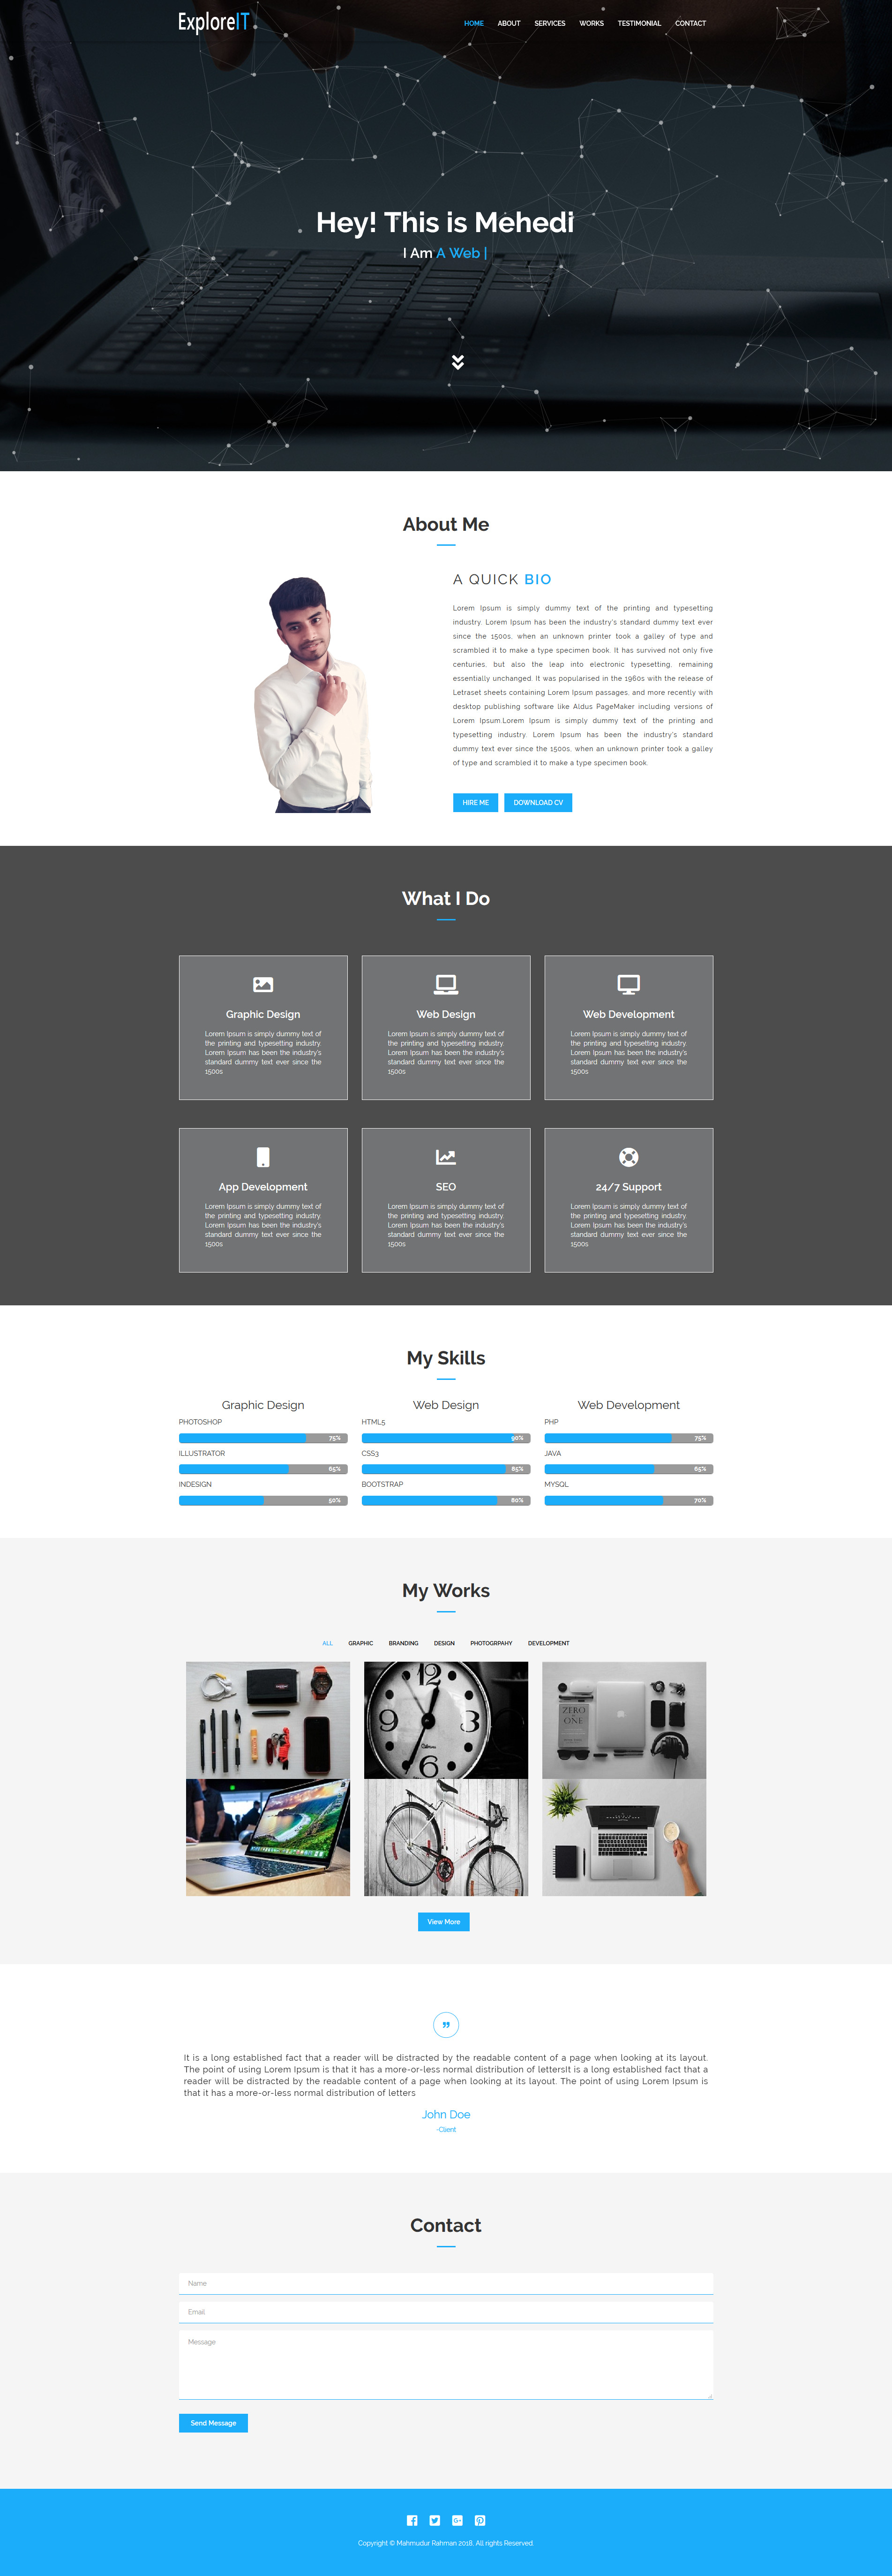 ExploreIT
HOME ABOUT SERVICES WORKS TESTIMONIAL CONTACT
Hey! This is Mehedi
I Am A Web |
About Me
A QUICK BIO
Lorem Ipsum is simply dummy text of the printing and typesetting
industry. Lorem Ipsum has been the industry's standard dummy text ever
since the 1500s, when an unknown printer took a galley of type and
scrambled it to make a type specimen book. It has survived not only five
centuries, but also the leap into electronic typesetting, remaining
essentially unchanged. It was popularised in the 1960s with the release of
Letraset sheets containing Lorem Ipsum passages, and more recently with
desktop publishing software like Aldus PageMaker including versions of
Lorem Ipsum.Lorem Ipsum is simply dummy text of the printing and
typesetting industry. Lorem Ipsum has been the industry's standard
dummy text ever since the 1500s, when an unknown printer took a galley
of type and scrambled it to make a type specimen book.
HIRE ME DOWNLOAD CV
What I Do
Graphic Design
Lorem Ipsum is simply dummy text of
the printing and typesetting industry.
Lorem Ipsum has been the industry's
standard dummy text ever since the
1500s
Web Design
Lorem Ipsum is simply dummy text of
the printing and typesetting industry.
Lorem Ipsum has been the industry's
standard dummy text ever since the
1500s
Web Development
Lorem Ipsum is simply dummy text of
the printing and typesetting industry.
Lorem Ipsum has been the industry's
standard dummy text ever since the
1500s
App Development
Lorem Ipsum is simply dummy text of
the printing and typesetting industry.
Lorem Ipsum has been the industry's
standard dummy text ever since the
1500s
SEO
Lorem Ipsum is simply dummy text of
the printing and typesetting industry.
Lorem Ipsum has been the industry's
standard dummy text ever since the
1500s
24/7 Support
Lorem Ipsum is simply dummy text of
the printing and typesetting industry.
Lorem Ipsum has been the industry's
standard dummy text ever since the
1500s
My Skills
Graphic Design
PHOTOSHOP
75%
ILLUSTRATOR
65%
INDESIGN
50%
Web Design
HTML5
90%
CSS3
85%
BOOTSTRAP
80%
Web Development
PHP
75%
JAVA
65%
MYSQL
70%
My Works
ALL GRAPHIC BRANDING DESIGN PHOTOGRPAHY DEVELOPMENT
12
9
3
6
ZERO
ONE
View More
It is a long established fact that a reader will be distracted by the readable content of a page when looking at its layout.
The point of using Lorem Ipsum is that it has a more-or-less normal distribution of lettersIt is a long established fact that a
reader will be distracted by the readable content of a page when looking at its layout. The point of using Lorem Ipsum is
that it has a more-or-less normal distribution of letters
John Doe
-Client
Contact
Name
Email
Message
Send Message
Copyright © Mahmudur Rahman 2018. All rights Reserved.